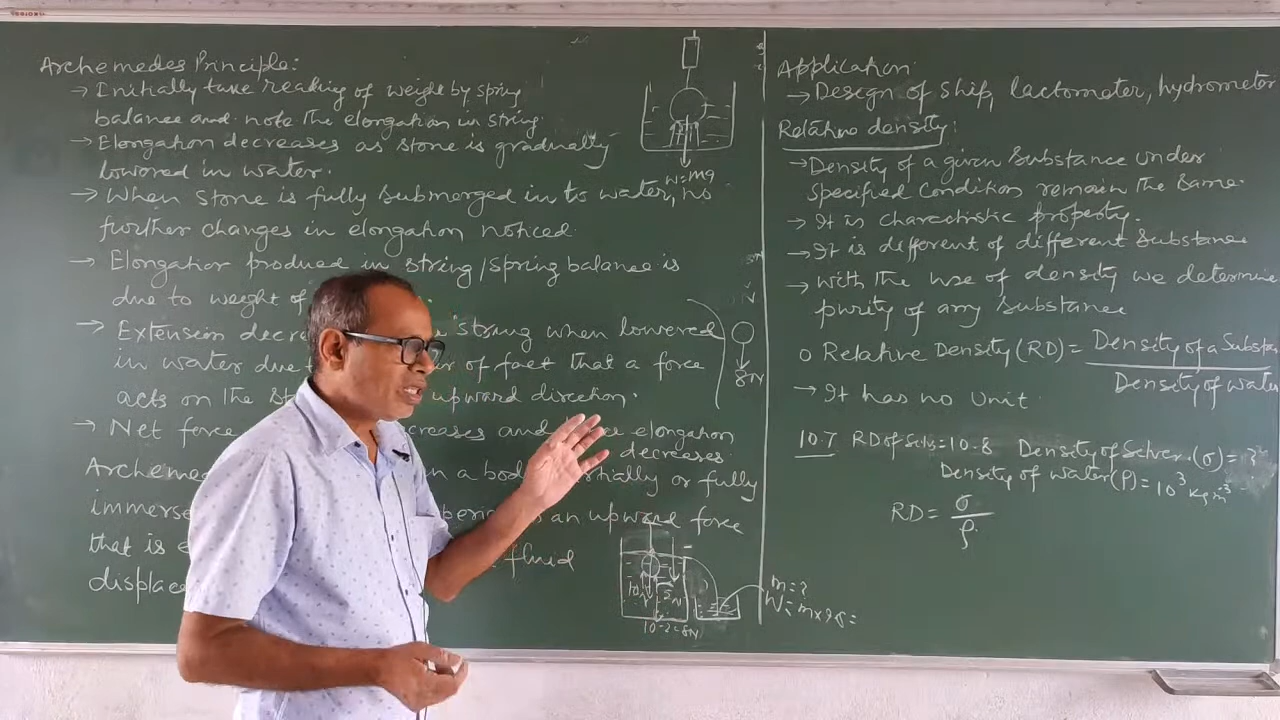 Archemedes Principle:
→ Initially take reading of weight by spring
balance and note the elongation in string.
→ Elongation decreases as stone is gradually
lowered in water.
→ When stone is fully submerged in to water, no
further changes in elongation noticed.
→ Elongation produced in string/spring balance is
due to weight of
→ Extension decr string when lowered
in water due of fact that a force
acts on the upward direction.
→ Net force creases and elongation
decreases.
Archeme a body partially or fully
immerse an upward force
that is fluid
displace
W=mg
8N
10N
5N
10-2=8N
m=?
Application
→ Design of ship, lactometer, hydrometer
Relative density:
→ Density of a given substance under
specified condition remain the same.
→ It is charectristic property.
→ It is different of different substance
→ with the use of density we determine
purity of any substance
o Relative Density (RD) = Density of a Substan
Density of water
→ It has no unit.
10.7 RD of = 10.8 Density of Silver (σ) = ?
Density of water (ρ) = 10³ kg m⁻³
RD = σ
ρ